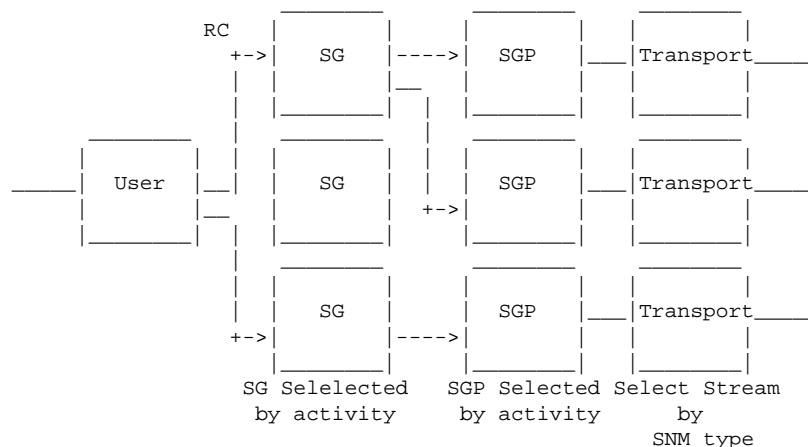 RC
SG SGP Transport
User SG SGP Transport
SG SGP Transport
SG Selelected SGP Selected Select Stream
by activity by activity by
SNM type